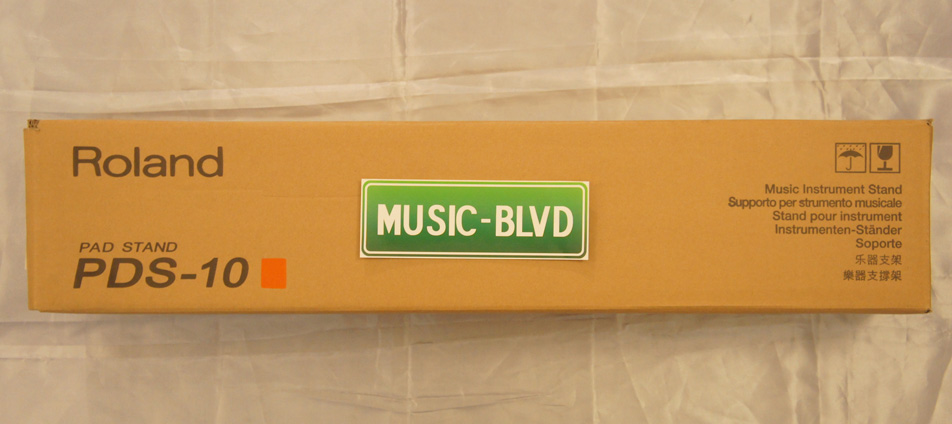 Roland
PAD STAND
PDS-10
MUSIC-BLVD
Music Instrument Stand
Supporto per strumento musicale
Stand pour instrument
Instrumenten-Ständer
Soporte
乐器支架
樂器支撐架